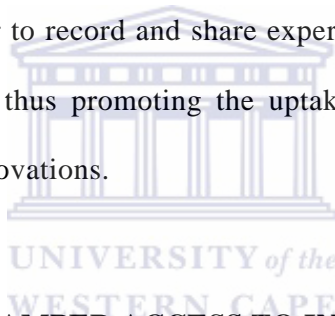 to record and share exper
thus promoting the uptak
ovations.
UNIVERSITY of the
WESTERN CAPE